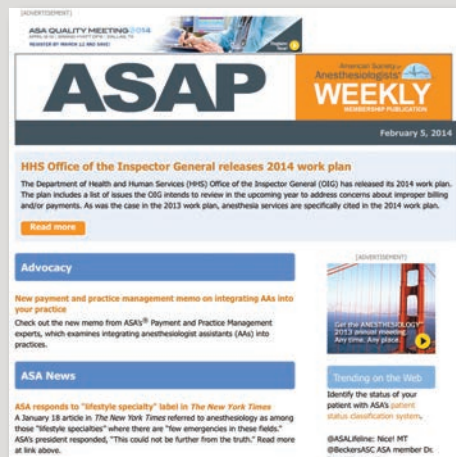 [ADVERTISEMENT]
ASA QUALITY MEETING 2014
REGISTER BY MARCH 12 AND SAVE!
ASAP
American Society of
Anesthesiologists®
WEEKLY
MEMBERSHIP PUBLICATION
February 5, 2014
HHS Office of the Inspector General releases 2014 work plan
The Department of Health and Human Services (HHS) Office of the Inspector General (OIG) has released its 2014 work plan.
The plan includes a list of issues the OIG intends to review in the upcoming year to address concerns about improper billing
and/or payments. As was the case in the 2013 work plan, anesthesia services are specifically cited in the 2014 work plan.
Read more
Advocacy
New payment and practice management memo on integrating AAs into
your practice
Check out the new memo from ASA's® Payment and Practice Management
experts, which examines integrating anesthesiologist assistants (AAs) into
practices.
ASA News
ASA responds to "lifestyle specialty" label in The New York Times
A January 18 article in The New York Times referred to anesthesiology as among
those "lifestyle specialties" where there are "few emergencies in these fields."
ASA's president responded, "This could not be further from the truth." Read more
at link above.
[ADVERTISEMENT]
Get the ANESTHESIOLOGY
2013 annual meeting.
Any time. Any place.
Trending on the Web
Identify the status of your
patient with ASA's patient
status classification system.
@ASALifeline: Nice! MT
@BeckersASC ASA member Dr.